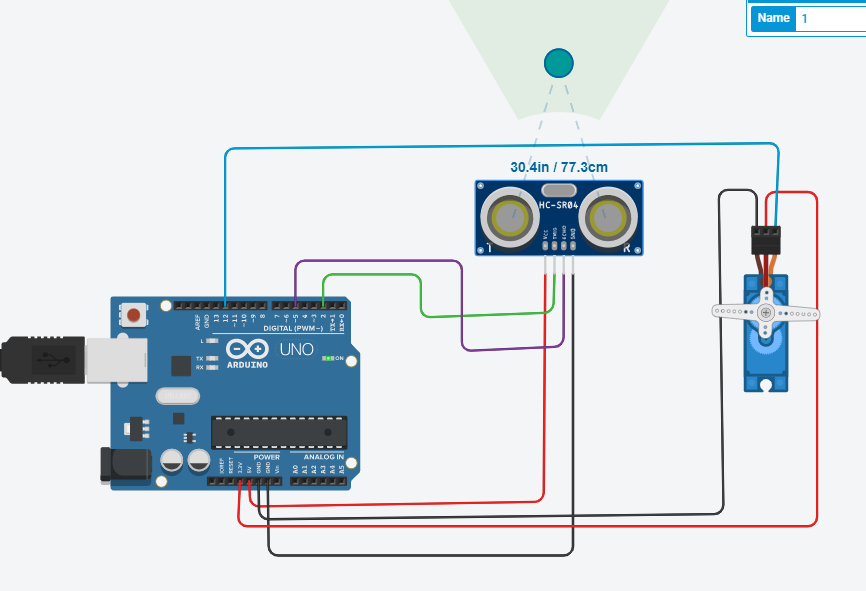 Name 1
30.4in / 77.3cm
HC-SR04
VCC
TRIG
ECHO
GND
T R
AREF
GND
13
12
~11
~10
~9
8
7
~6
~5
4
~3
2
TX→1
RX←0
DIGITAL (PWM~)
L
TX
RX
UNO
ARDUINO
ON
POWER ANALOG IN
IOREF
RESET
3.3V
5V
GND
GND
Vin
A0
A1
A2
A3
A4
A5